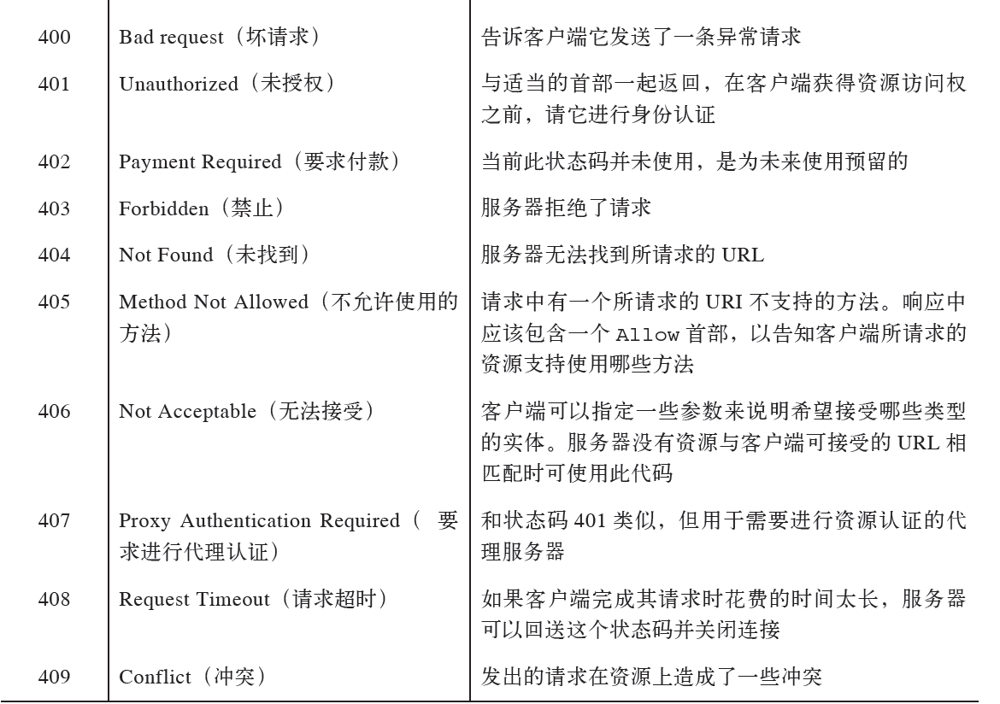 400 Bad request（坏请求） 告诉客户端它发送了一条异常请求
401 Unauthorized（未授权） 与适当的首部一起返回，在客户端获得资源访问权
之前，请它进行身份认证
402 Payment Required（要求付款） 当前此状态码并未使用，是为未来使用预留的
403 Forbidden（禁止） 服务器拒绝了请求
404 Not Found（未找到） 服务器无法找到所请求的 URL
405 Method Not Allowed（不允许使用的 请求中有一个所请求的 URI 不支持的方法。响应中
方法） 应该包含一个 Allow 首部，以告知客户端所请求的
资源支持使用哪些方法
406 Not Acceptable（无法接受） 客户端可以指定一些参数来说明希望接受哪些类型
的实体。服务器没有资源与客户端可接受的 URL 相
匹配时可使用此代码
407 Proxy Authentication Required（ 要 和状态码 401 类似，但用于需要进行资源认证的代
求进行代理认证） 理服务器
408 Request Timeout（请求超时） 如果客户端完成其请求时花费的时间太长，服务器
可以回送这个状态码并关闭连接
409 Conflict（冲突） 发出的请求在资源上造成了一些冲突